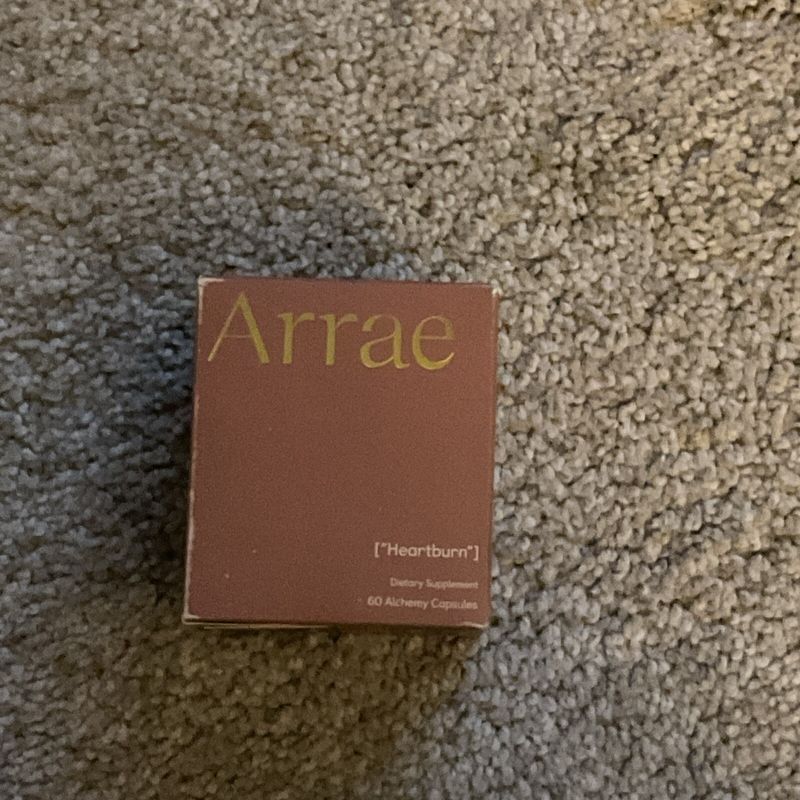 Arrae
["Heartburn"]
Dietary Supplement
60 Alchemy Capsules